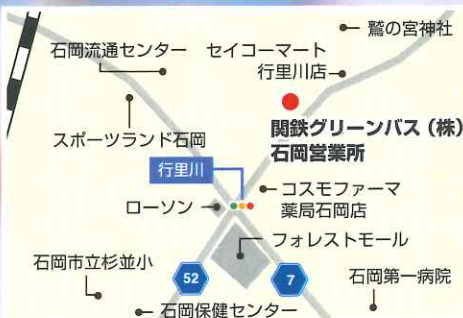 鷲の宮神社
石岡流通センター
セイコーマート
行里川店
関鉄グリーンバス（株）
石岡営業所
スポーツランド石岡
行里川
コスモファーマ
薬局石岡店
ローソン
フォレストモール
石岡市立杉並小
52
7
石岡第一病院
石岡保健センター